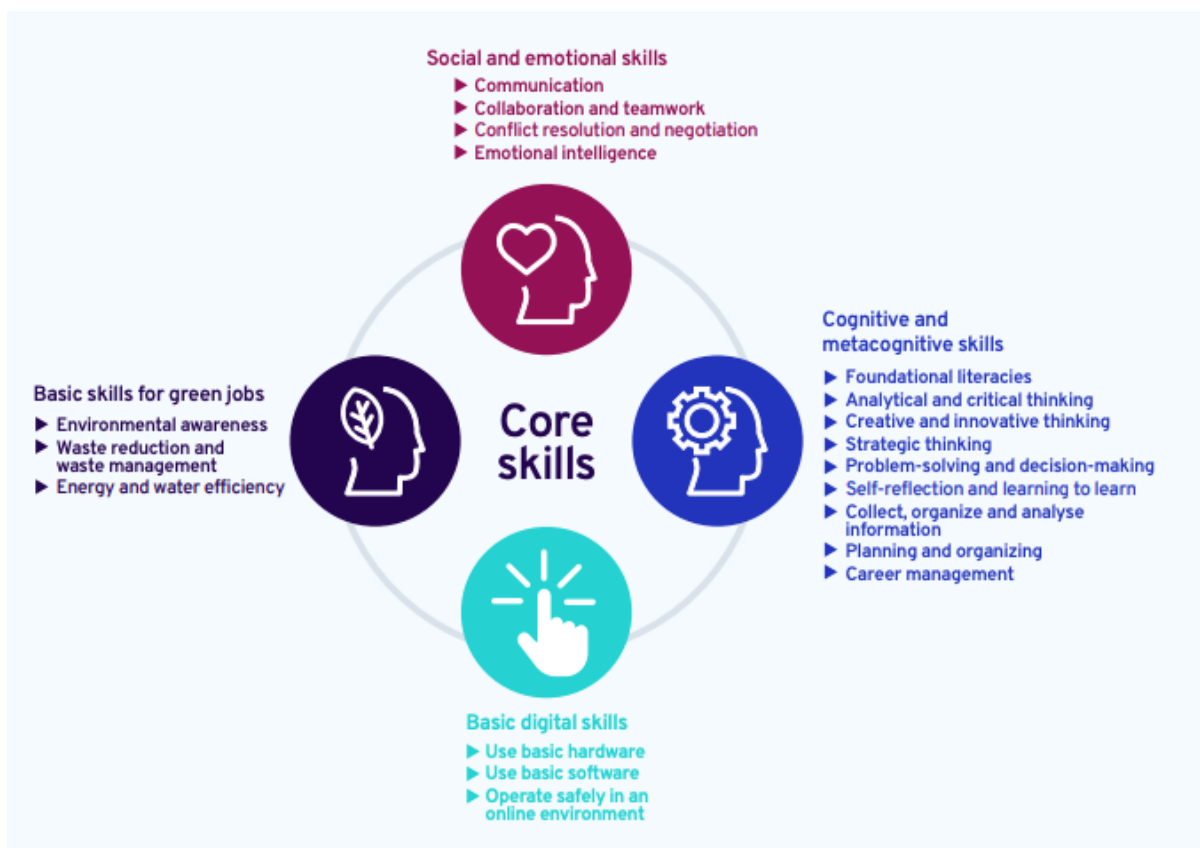 Social and emotional skills
▶ Communication
▶ Collaboration and teamwork
▶ Conflict resolution and negotiation
▶ Emotional intelligence
Cognitive and
metacognitive skills
▶ Foundational literacies
▶ Analytical and critical thinking
▶ Creative and innovative thinking
▶ Strategic thinking
▶ Problem-solving and decision-making
▶ Self-reflection and learning to learn
▶ Collect, organize and analyse
information
▶ Planning and organizing
▶ Career management
Basic skills for green jobs
▶ Environmental awareness
▶ Waste reduction and
waste management
▶ Energy and water efficiency
Core
skills
Basic digital skills
▶ Use basic hardware
▶ Use basic software
▶ Operate safely in an
online environment